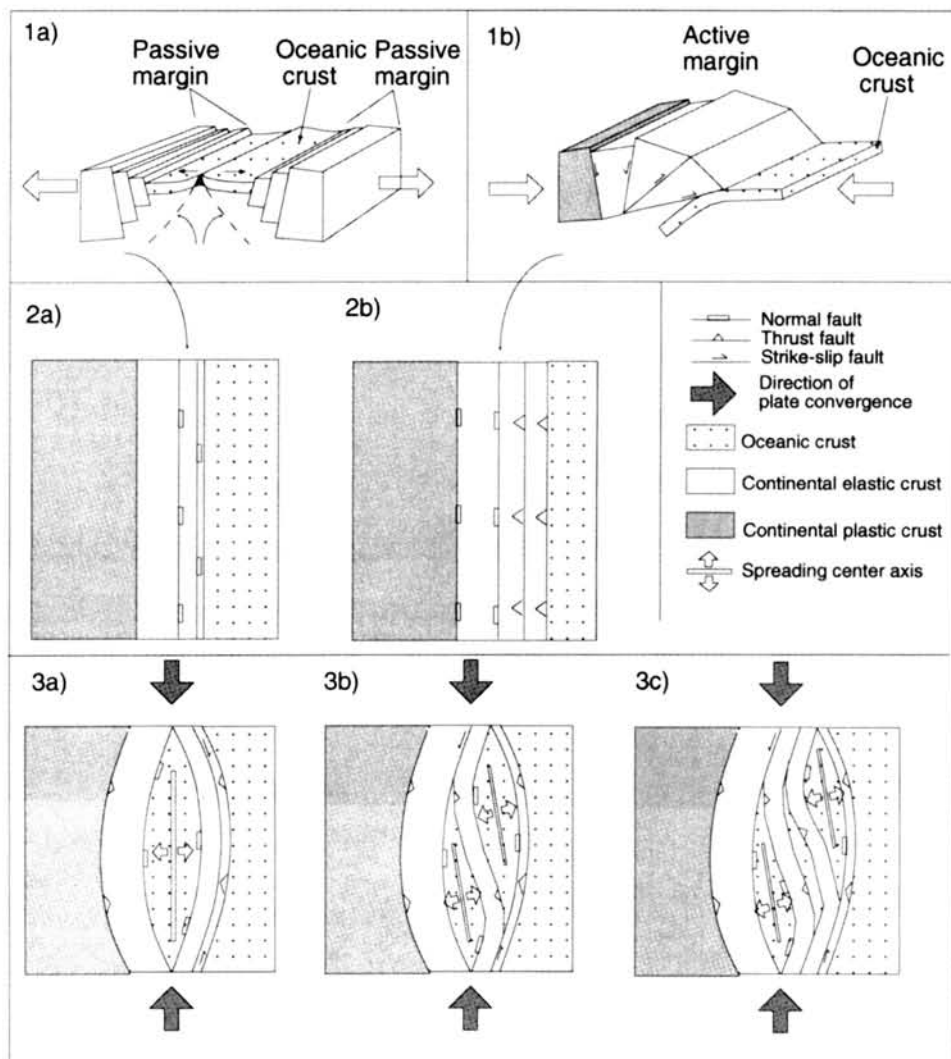 1a)
Passive
margin
Oceanic
crust
Passive
margin
1b)
Active
margin
Oceanic
crust
2a)
2b)
Normal fault
Thrust fault
Strike-slip fault
Direction of
plate convergence
Oceanic crust
Continental elastic crust
Continental plastic crust
Spreading center axis
3a)
3b)
3c)